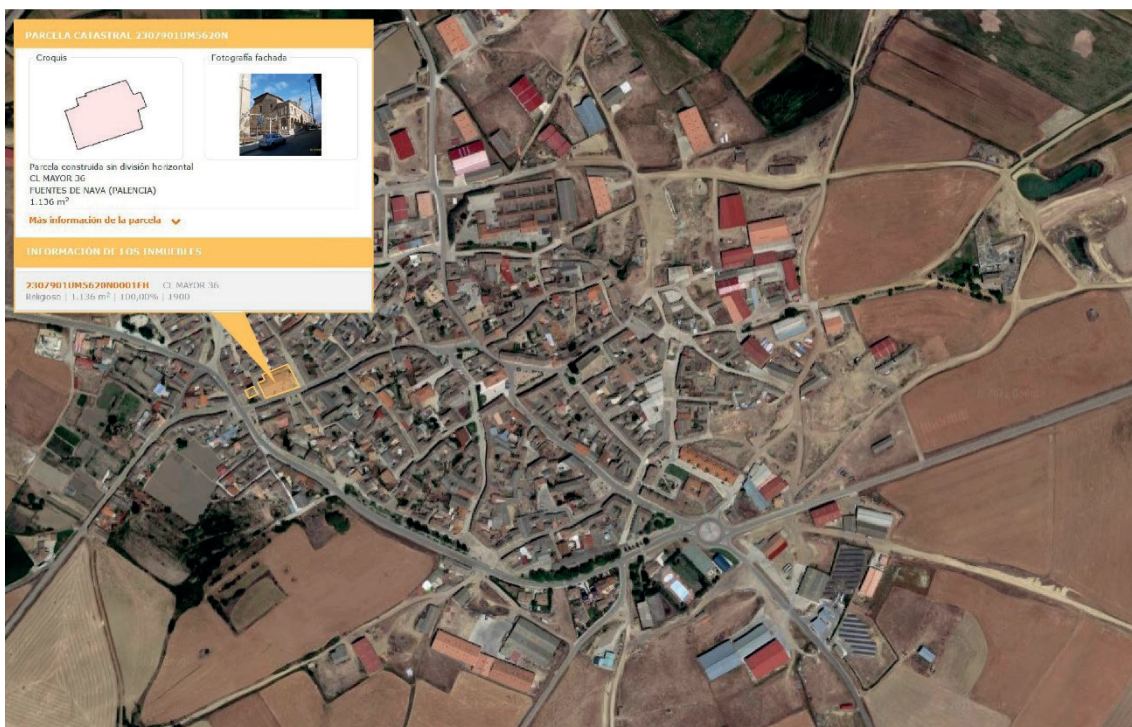 PARCELA CATASTRAL 2307901UM5620N
Croquis
Fotografía fachada
Parcela construida sin división horizontal
CL MAYOR 36
FUENTES DE NAVA (PALENCIA)
1.136 m²
Más información de la parcela
INFORMACIÓN DE LOS INMUEBLES
2307901UM5620N0001FH CL MAYOR 36
Religioso | 1.136 m² | 100,00% | 1900